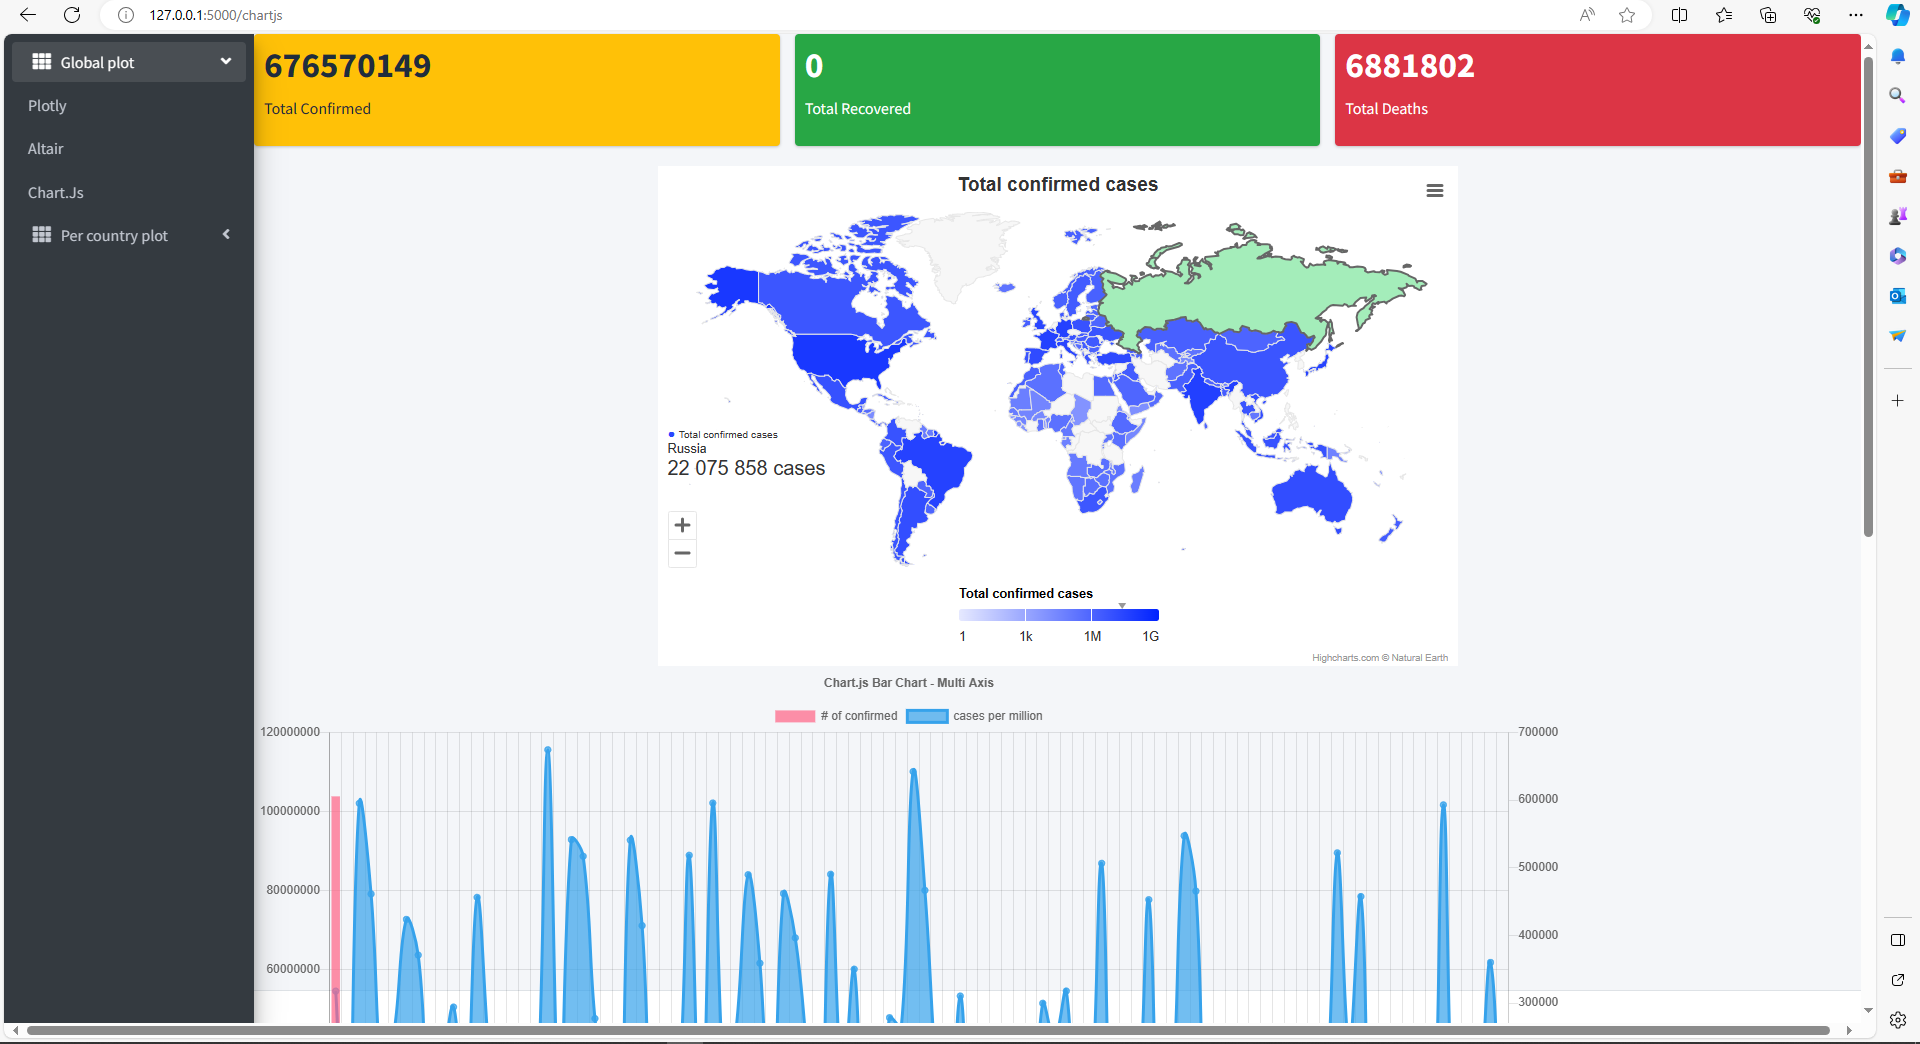 127.0.0.1:5000/chartjs
Global plot
Plotly
Altair
Chart.Js
Per country plot
676570149
Total Confirmed
0
Total Recovered
6881802
Total Deaths
Total confirmed cases
Total confirmed cases
Russia
22 075 858 cases
+
−
Total confirmed cases
1 1k 1M 1G
Highcharts.com © Natural Earth
Chart.js Bar Chart - Multi Axis
# of confirmed cases per million
120000000 700000
100000000 600000
80000000 500000
60000000 400000
300000